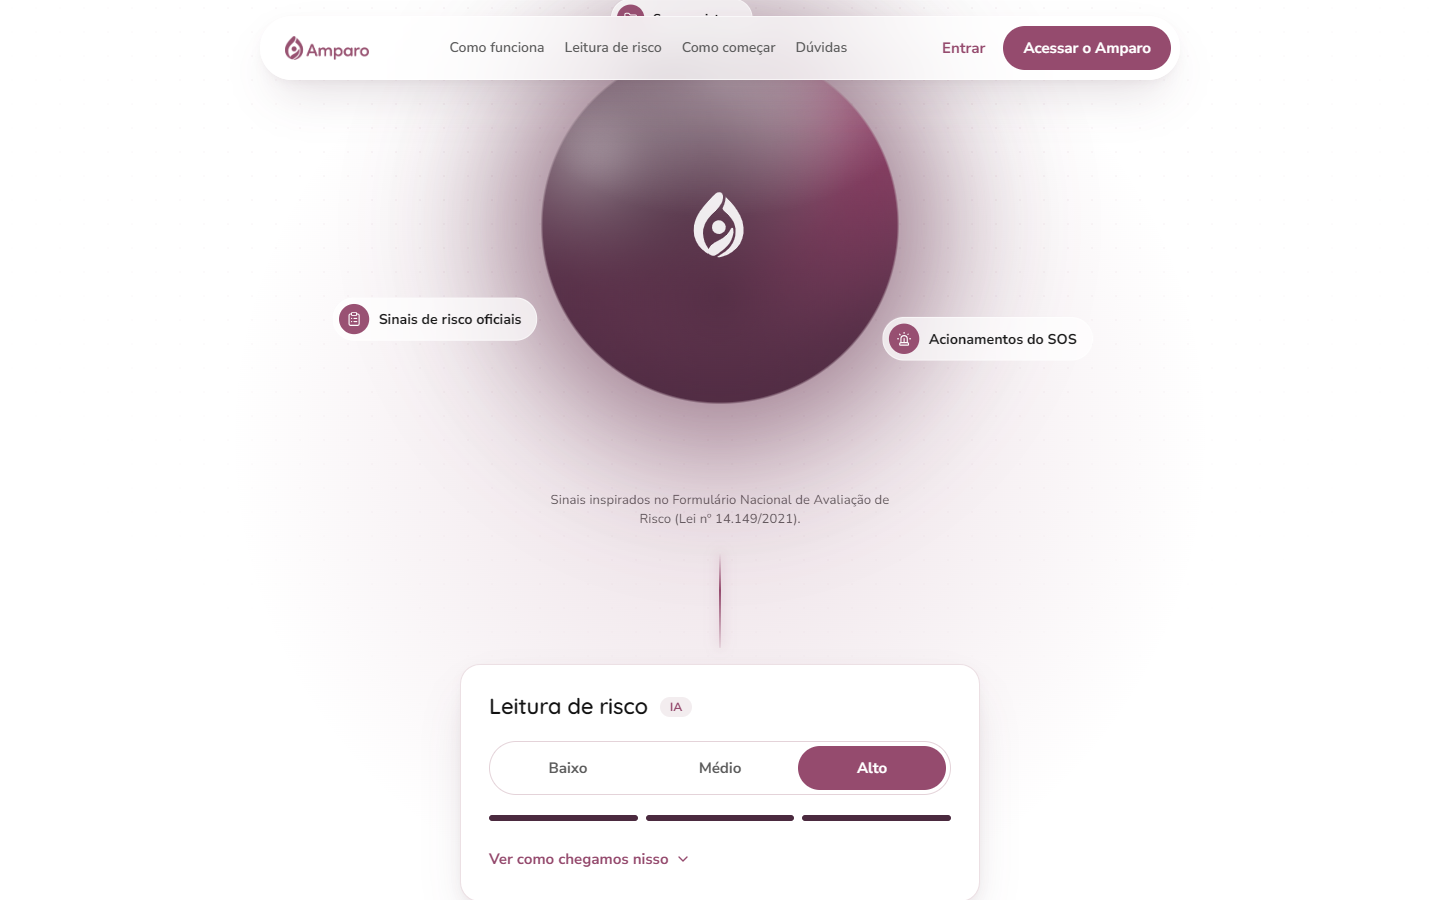 Amparo
Como funciona
Leitura de risco
Como começar
Dúvidas
Entrar
Acessar o Amparo
Sinais de risco oficiais
Acionamentos do SOS
Sinais inspirados no Formulário Nacional de Avaliação de
Risco (Lei nº 14.149/2021).
Leitura de risco IA
Baixo
Médio
Alto
Ver como chegamos nisso